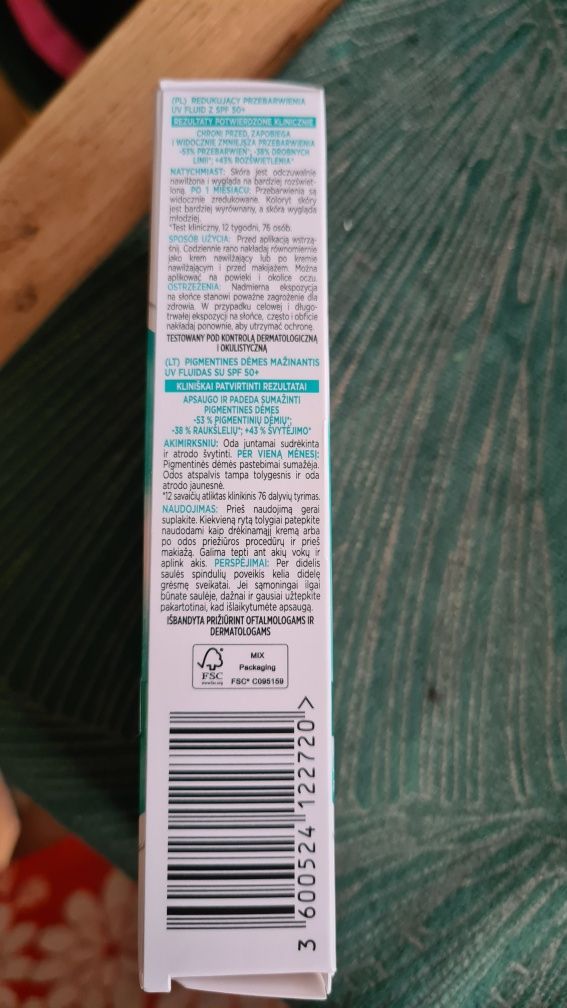 (PL) REDUKUJĄCY PRZEBARWIENIA
UV FLUID Z SPF 50+
REZULTATY POTWIERDZONE KLINICZNIE
CHRONI PRZED, ZAPOBIEGA
I WIDOCZNIE ZMNIEJSZA PRZEBARWIENIA
-53% PRZEBARWIEŃ*; -38% DROBNYCH
LINII*; +43% ROZŚWIETLENIA*
NATYCHMIAST: Skóra jest odczuwalnie
nawilżona i wygląda na bardziej rozświet-
loną. PO 1 MIESIĄCU: Przebarwienia są
widocznie zredukowane. Koloryt skóry
jest bardziej wyrównany, a skóra wygląda
młodziej.
*Test kliniczny, 12 tygodni, 76 osób.
SPOSÓB UŻYCIA: Przed aplikacją wstrzą-
śnij. Codziennie rano nakładaj równomiernie
jako krem nawilżający lub po kremie
nawilżającym i przed makijażem. Można
aplikować na powieki i okolice oczu.
OSTRZEŻENIA: Nadmierna ekspozycja
na słońce stanowi poważne zagrożenie dla
zdrowia. W przypadku celowej i długo-
trwałej ekspozycji na słońce, często i obficie
nakładaj ponownie, aby utrzymać ochronę.
TESTOWANY POD KONTROLĄ DERMATOLOGICZNĄ
I OKULISTYCZNĄ
(LT) PIGMENTINES DĖMES MAŽINANTIS
UV FLUIDAS SU SPF 50+
KLINIŠKAI PATVIRTINTI REZULTATAI
APSAUGO IR PADEDA SUMAŽINTI
PIGMENTINES DĖMES
-53 % PIGMENTINIŲ DĖMIŲ*;
-38 % RAUKŠLELIŲ*; +43 % ŠVYTĖJIMO*
AKIMIRKSNIU: Oda juntamai sudrėkinta
ir atrodo švytinti. PER VIENĄ MĖNESĮ:
Pigmentinės dėmės pastebimai sumažėja.
Odos atspalvis tampa tolygesnis ir oda
atrodo jaunesnė.
*12 savaičių atliktas klinikinis 76 dalyvių tyrimas.
NAUDOJIMAS: Prieš naudojimą gerai
suplakite. Kiekvieną rytą tolygiai patepkite
naudodami kaip drėkinamąjį kremą arba
po odos priežiūros procedūrų ir prieš
makiažą. Galima tepti ant akių vokų ir
aplink akis. PERSPĖJIMAI: Per didelis
saulės spindulių poveikis kelia didelę
grėsmę sveikatai. Jei sąmoningai ilgai
būnate saulėje, dažnai ir gausiai užtepkite
pakartotinai, kad išlaikytumėte apsaugą.
IŠBANDYTA PRIŽIŪRINT OFTALMOLOGAMS IR
DERMATOLOGAMS
FSC
www.fsc.org
MIX
Packaging
FSC® C095159
3 600524 122720 >